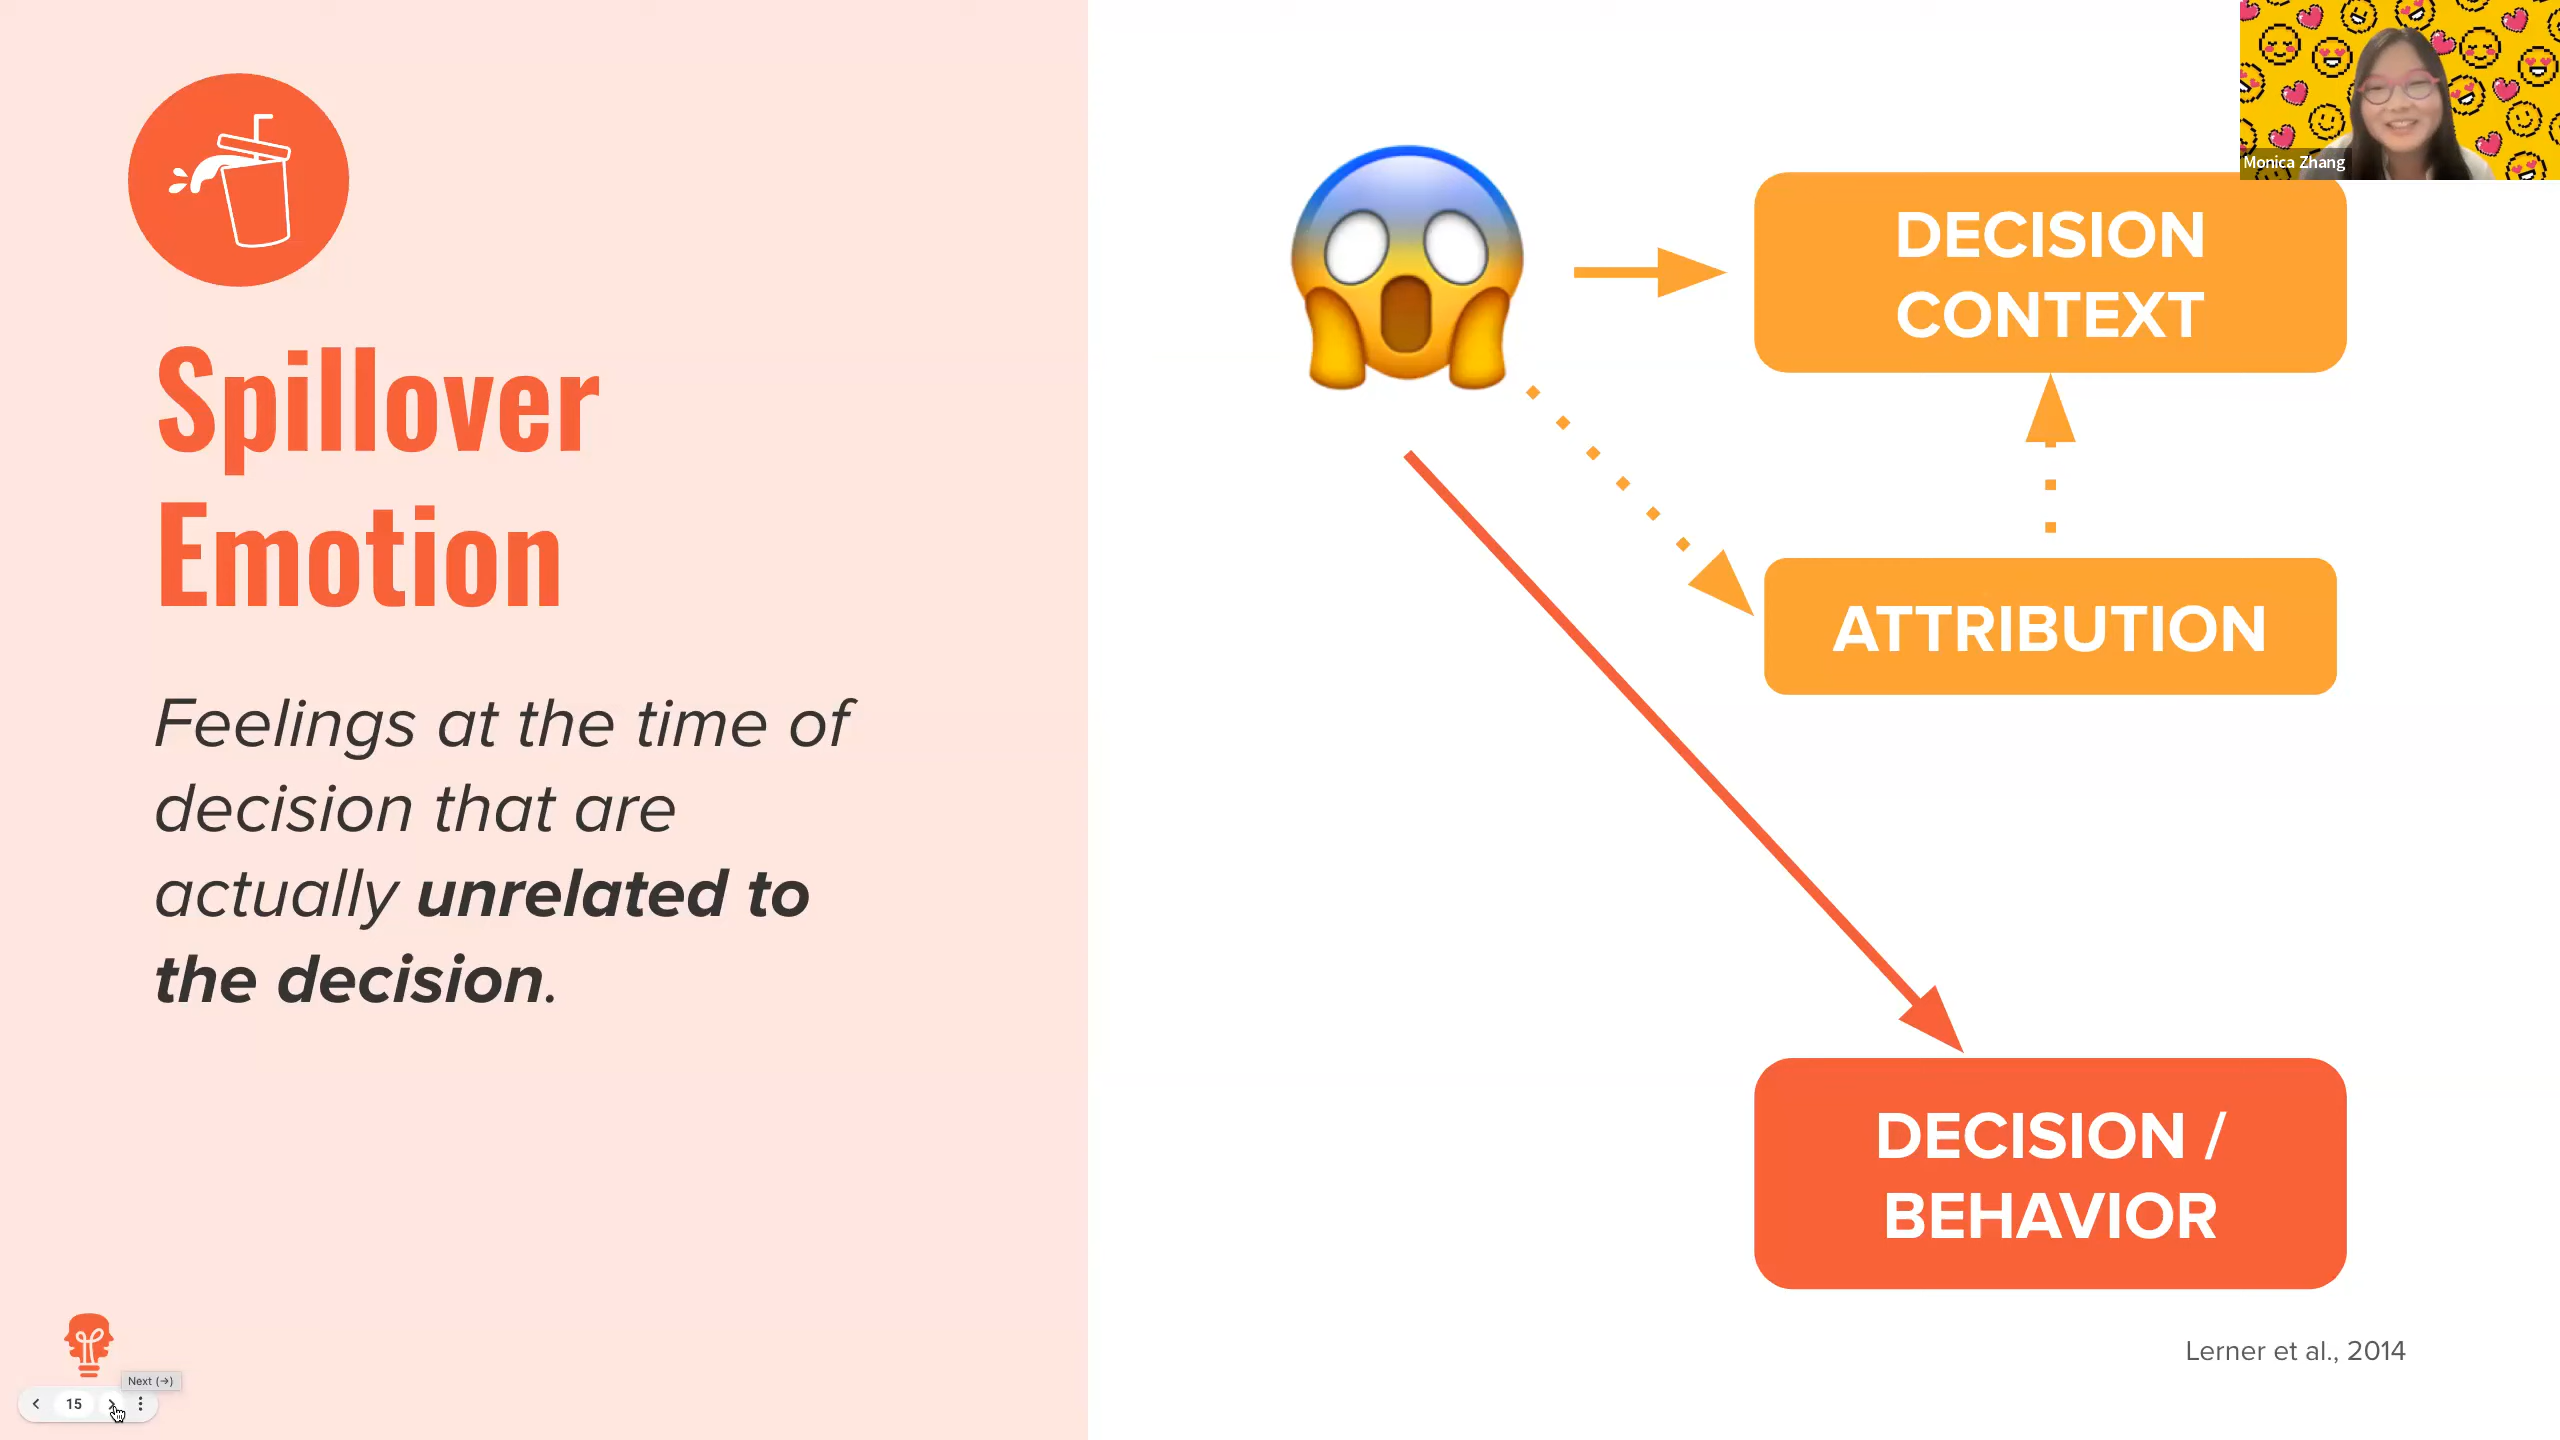 Spillover
Emotion
Feelings at the time of
decision that are
actually unrelated to
the decision.
DECISION
CONTEXT
ATTRIBUTION
DECISION /
BEHAVIOR
Lerner et al., 2014
Monica Zhang
Next (→)
15